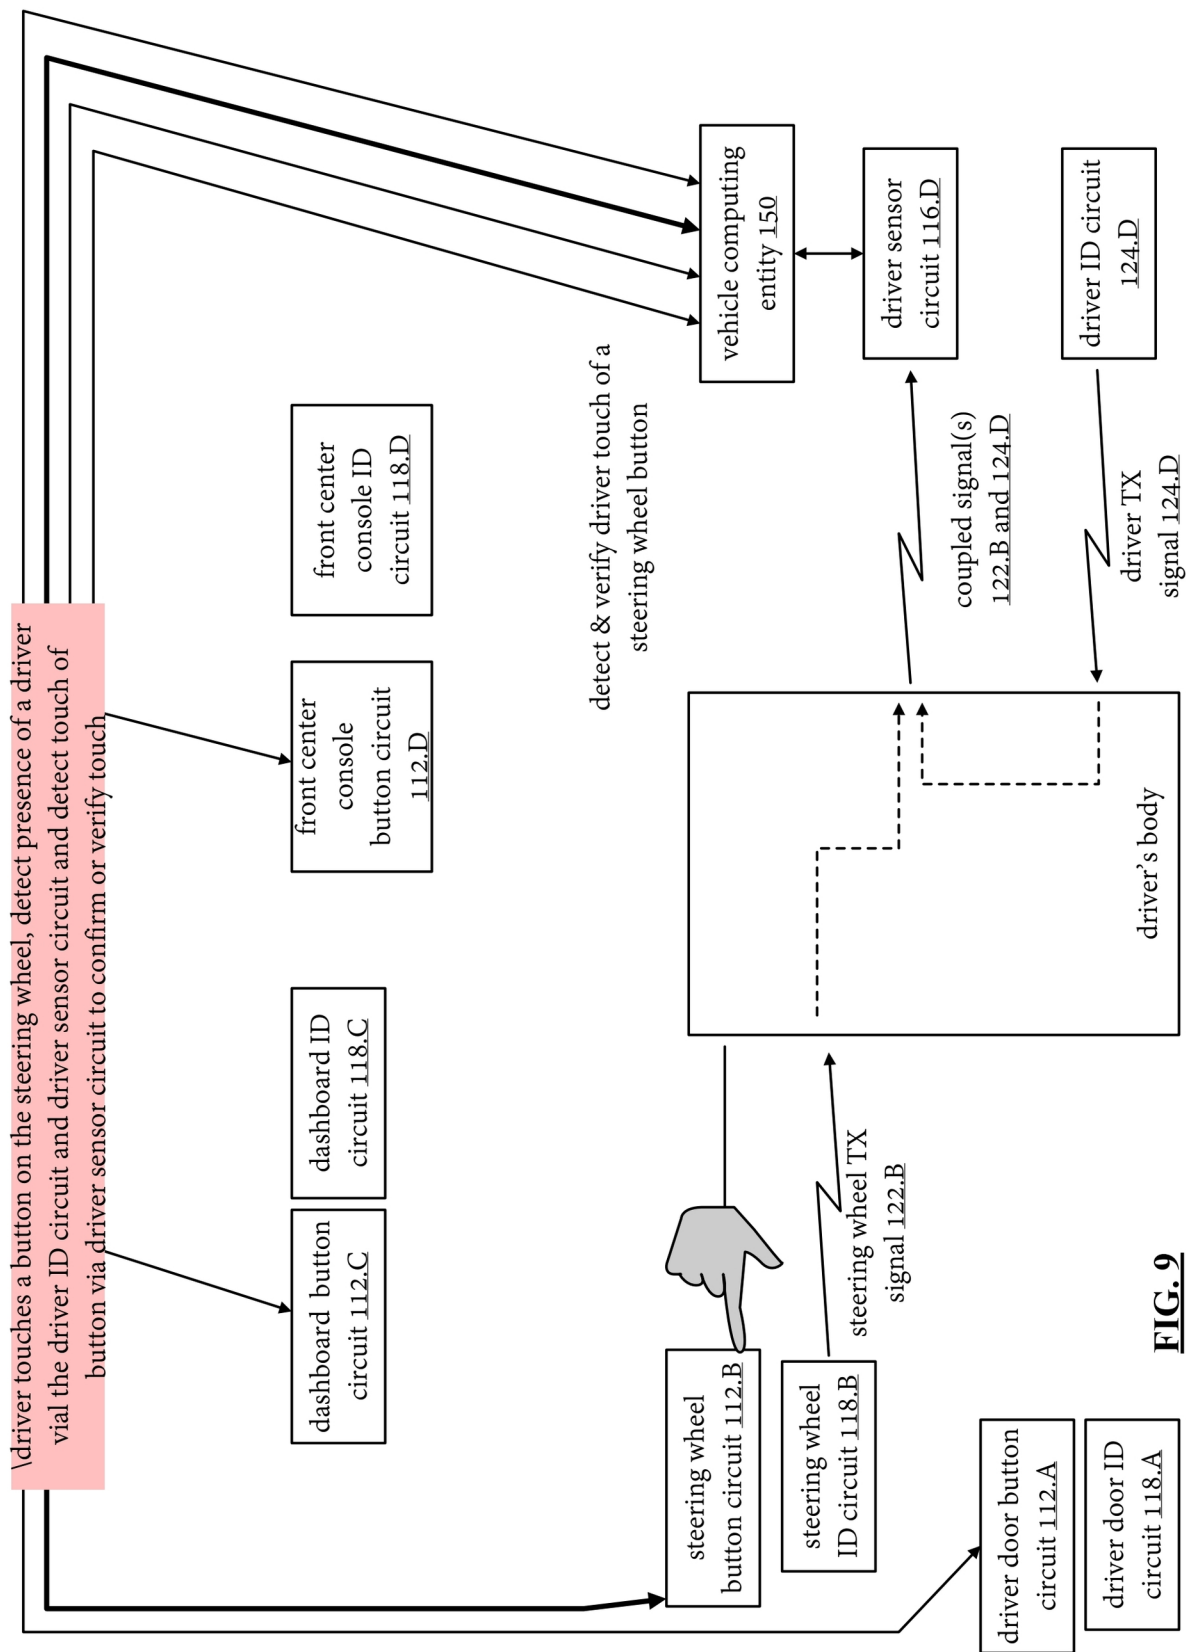 \driver touches a button on the steering wheel, detect presence of a driver
vial the driver ID circuit and driver sensor circuit and detect touch of
button via driver sensor circuit to confirm or verify touch
dashboard button
circuit 112.C
dashboard ID
circuit 118.C
front center
console
button circuit
112.D
front center
console ID
circuit 118.D
detect & verify driver touch of a
steering wheel button
steering wheel
button circuit 112.B
steering wheel
ID circuit 118.B
steering wheel TX
signal 122.B
driver's body
vehicle computing
entity 150
driver sensor
circuit 116.D
coupled signal(s)
122.B and 124.D
driver ID circuit
124.D
driver TX
signal 124.D
driver door button
circuit 112.A
driver door ID
circuit 118.A
FIG. 9